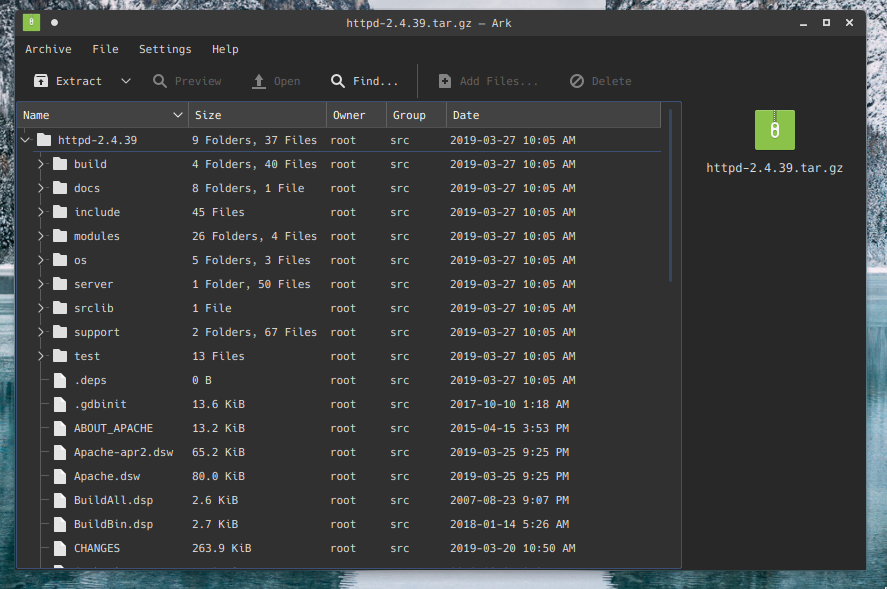 httpd-2.4.39.tar.gz — Ark
Archive File Settings Help
Extract Preview Open Find... Add Files... Delete
Name Size Owner Group Date
httpd-2.4.39 9 Folders, 37 Files root src 2019-03-27 10:05 AM
build 4 Folders, 40 Files root src 2019-03-27 10:05 AM
docs 8 Folders, 1 File root src 2019-03-27 10:05 AM
include 45 Files root src 2019-03-27 10:05 AM
modules 26 Folders, 4 Files root src 2019-03-27 10:05 AM
os 5 Folders, 3 Files root src 2019-03-27 10:05 AM
server 1 Folder, 50 Files root src 2019-03-27 10:05 AM
srclib 1 File root src 2019-03-27 10:05 AM
support 2 Folders, 67 Files root src 2019-03-27 10:05 AM
test 13 Files root src 2019-03-27 10:05 AM
.deps 0 B root src 2019-03-27 10:05 AM
.gdbinit 13.6 KiB root src 2017-10-10 1:18 AM
ABOUT_APACHE 13.2 KiB root src 2015-04-15 3:53 PM
Apache-apr2.dsw 65.2 KiB root src 2019-03-25 9:25 PM
Apache.dsw 80.0 KiB root src 2019-03-25 9:25 PM
BuildAll.dsp 2.6 KiB root src 2007-08-23 9:07 PM
BuildBin.dsp 2.7 KiB root src 2018-01-14 5:26 AM
CHANGES 263.9 KiB root src 2019-03-20 10:50 AM
httpd-2.4.39.tar.gz